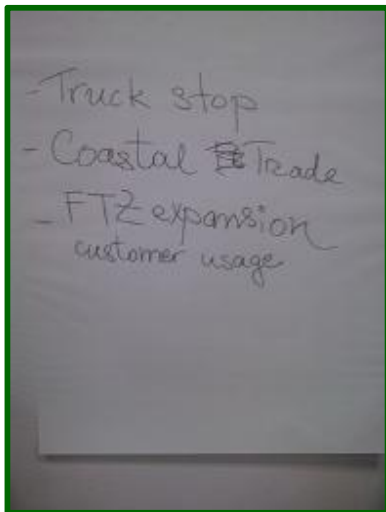 - Truck stop
- Coastal Trade
- FTZ expansion
customer usage